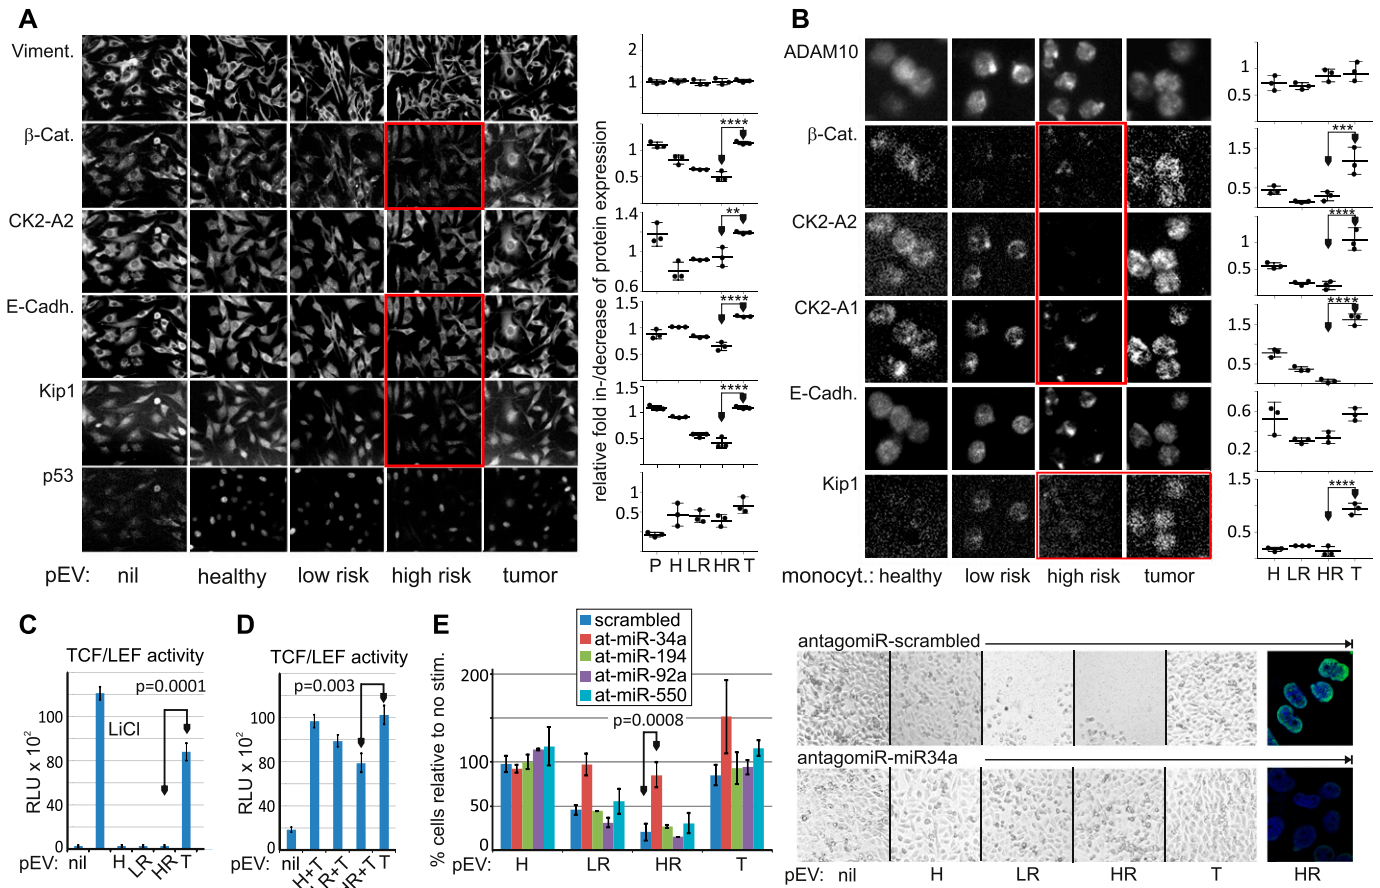 A
Viment.
β-Cat.
CK2-A2
E-Cadh.
Kip1
p53
pEV: nil healthy low risk high risk tumor
relative fold in-/decrease of protein expression
2
1
****
1
0.5
**
1.4
1
0.6
****
1.5
1
0.5
****
1.5
1
0.5
1
0.5
P H LR HR T
B
ADAM10
β-Cat.
CK2-A2
CK2-A1
E-Cadh.
Kip1
monocyt.: healthy low risk high risk tumor
1
0.5
***
1.5
1
0.5
****
1
0.5
****
1.5
1
0.5
0.6
0.2
****
1.5
1
0.5
H LR HR T
C
TCF/LEF activity
p=0.0001
LiCl
RLU x 10²
100
80
40
0
pEV: nil H LR HR T
D
TCF/LEF activity
p=0.003
RLU x 10²
100
80
40
0
pEV: nil H+T LR+T HR+T T
E
scrambled
at-miR-34a
at-miR-194
at-miR-92a
at-miR-550
p=0.0008
% cells relative to no stim.
200
100
50
0
pEV: H LR HR T
antagomiR-scrambled
antagomiR-miR34a
pEV: nil H LR HR T HR